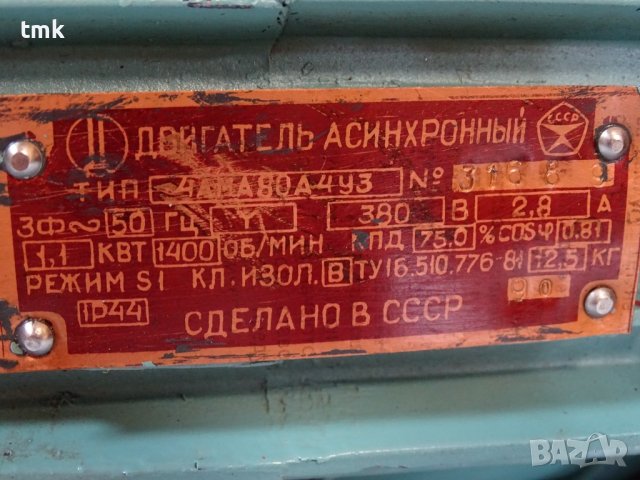 tmk
ДВИГАТЕЛЬ АСИНХРОННЫЙ СССР
ТИП 4АМА80А4У3 №
3Ф~ 50 ГЦ Y 380 В 2,8 А
1,1 КВТ 1400 ОБ/МИН КПД 75.0 % COSφ 0.81
РЕЖИМ S1 КЛ. ИЗОЛ. В ТУ16.510.776-81 12.5 КГ
IP44 СДЕЛАНО В СССР 90
BAZAR